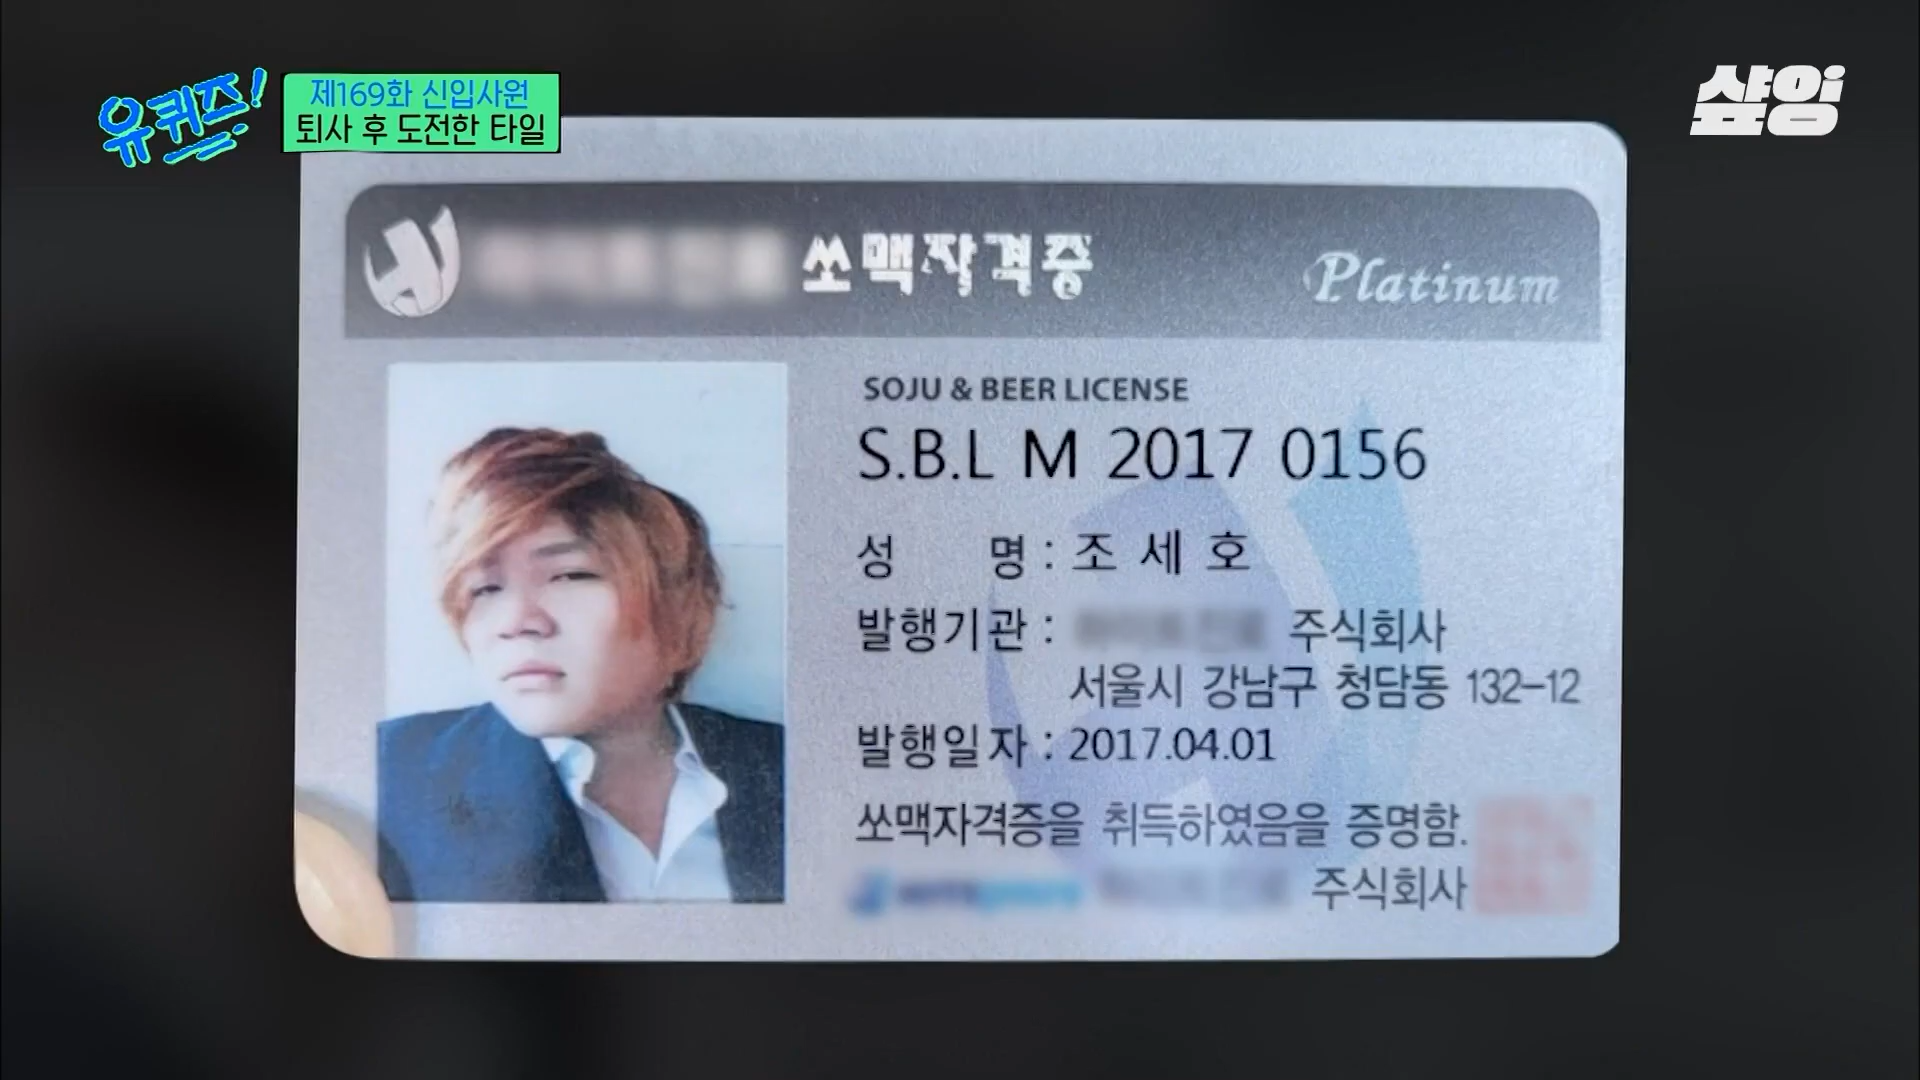 유퀴즈!
제169화 신입사원
퇴사 후 도전한 타일
샾잉
쏘맥자격증
Platinum
SOJU & BEER LICENSE
S.B.L M 2017 0156
성 명 : 조 세 호
발행기관 : 주식회사
서울시 강남구 청담동 132-12
발행일자 : 2017.04.01
쏘맥자격증을 취득하였음을 증명함.
주식회사